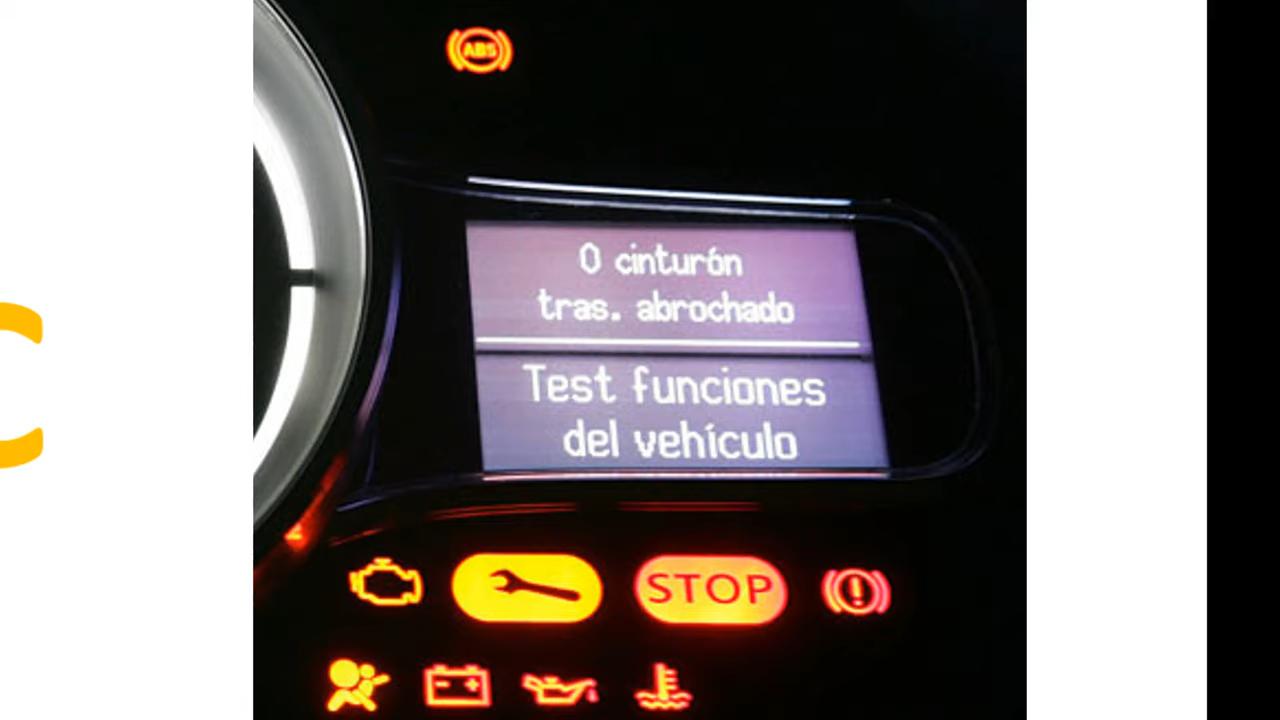 ABS
0 cinturón
tras. abrochado
Test funciones
del vehículo
STOP